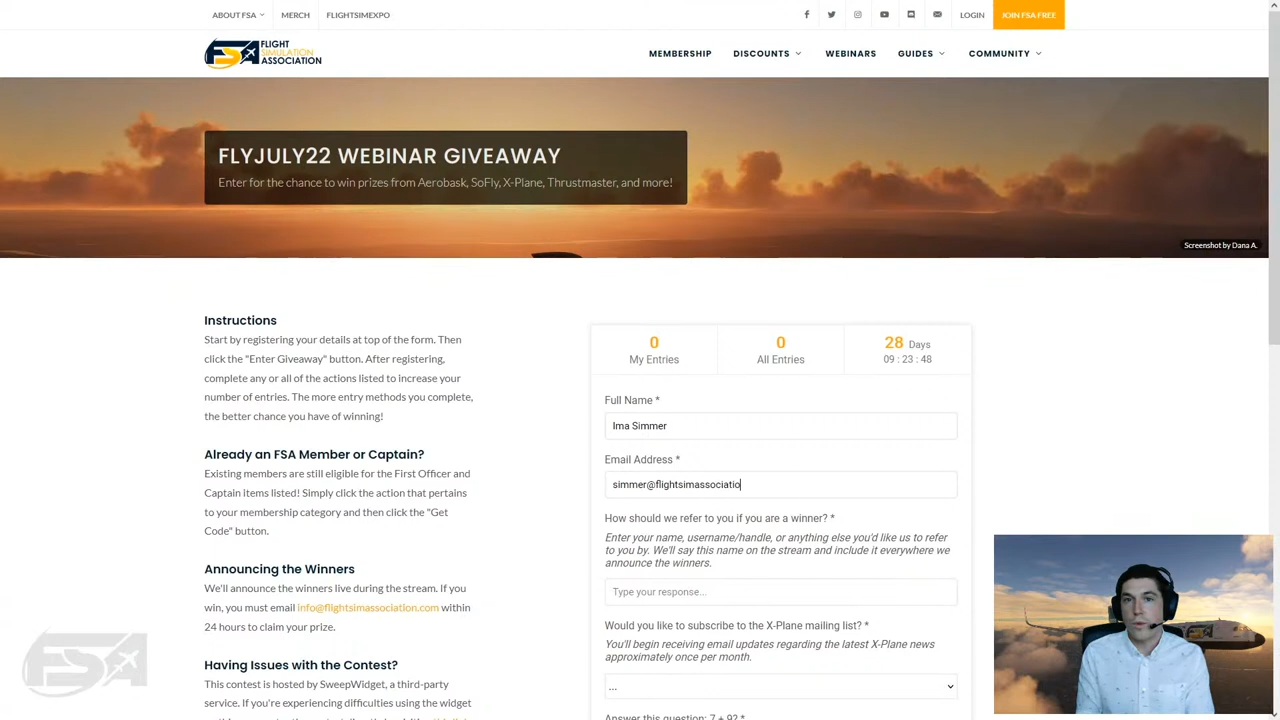 ABOUT FSA
MERCH
FLIGHTSIMEXPO
LOGIN
JOIN FSA FREE
FSA
FLIGHT
SIMULATION
ASSOCIATION
MEMBERSHIP
DISCOUNTS
WEBINARS
GUIDES
COMMUNITY
FLYJULY22 WEBINAR GIVEAWAY
Enter for the chance to win prizes from Aerobask, SoFly, X-Plane, Thrustmaster, and more!
Screenshot by Dana A.
Instructions
Start by registering your details at top of the form. Then
click the "Enter Giveaway" button. After registering,
complete any or all of the actions listed to increase your
number of entries. The more entry methods you complete,
the better chance you have of winning!
Already an FSA Member or Captain?
Existing members are still eligible for the First Officer and
Captain items listed! Simply click the action that pertains
to your membership category and then click the "Get
Code" button.
Announcing the Winners
We'll announce the winners live during the stream. If you
win, you must email info@flightsimassociation.com within
24 hours to claim your prize.
Having Issues with the Contest?
This contest is hosted by SweepWidget, a third-party
service. If you're experiencing difficulties using the widget
0
My Entries
0
All Entries
28 Days
09 : 23 : 48
Full Name *
Ima Simmer
Email Address *
simmer@flightsimassociatio
How should we refer to you if you are a winner? *
Enter your name, username/handle, or anything else you'd like us to refer
to you by. We'll say this name on the stream and include it everywhere we
announce the winners.
Type your response...
Would you like to subscribe to the X-Plane mailing list? *
You'll begin receiving email updates regarding the latest X-Plane news
approximately once per month.
...
Answer this question: 7 + 9? *
FSA